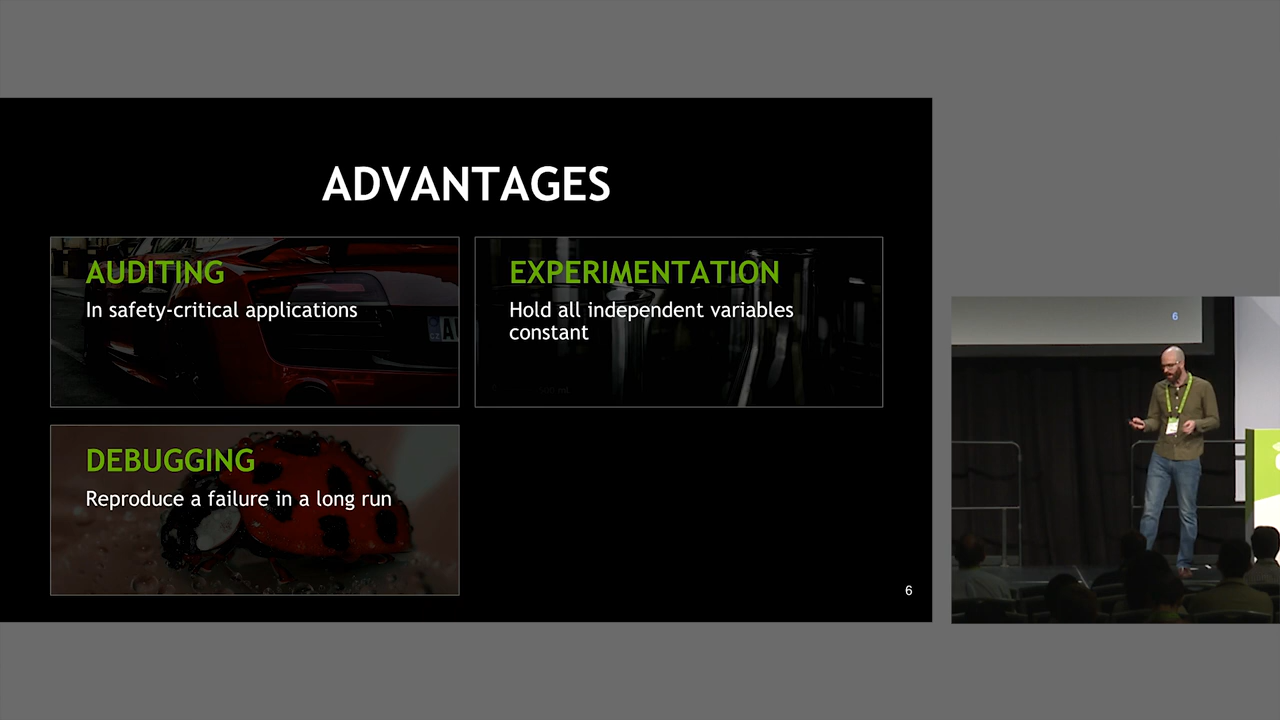 ADVANTAGES
AUDITING
In safety-critical applications
EXPERIMENTATION
Hold all independent variables
constant
DEBUGGING
Reproduce a failure in a long run
6
6